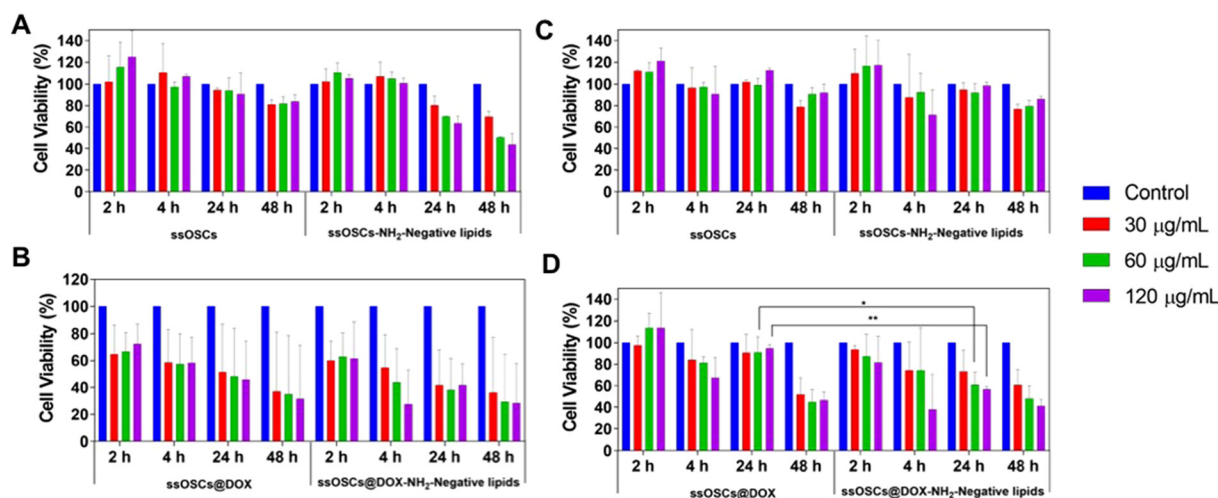 A
Cell Viability (%)
140
120
100
80
60
40
20
0
2 h 4 h 24 h 48 h 2 h 4 h 24 h 48 h
ssOSCs ssOSCs-NH2-Negative lipids
B
Cell Viability (%)
120
100
80
60
40
20
0
2 h 4 h 24 h 48 h 2 h 4 h 24 h 48 h
ssOSCs@DOX ssOSCs@DOX-NH2-Negative lipids
C
Cell Viability (%)
140
120
100
80
60
40
20
0
2 h 4 h 24 h 48 h 2 h 4 h 24 h 48 h
ssOSCs ssOSCs-NH2-Negative lipids
D
Cell Viability (%)
140
120
100
80
60
40
20
0
*
**
2 h 4 h 24 h 48 h 2 h 4 h 24 h 48 h
ssOSCs@DOX ssOSCs@DOX-NH2-Negative lipids
Control
30 μg/mL
60 μg/mL
120 μg/mL